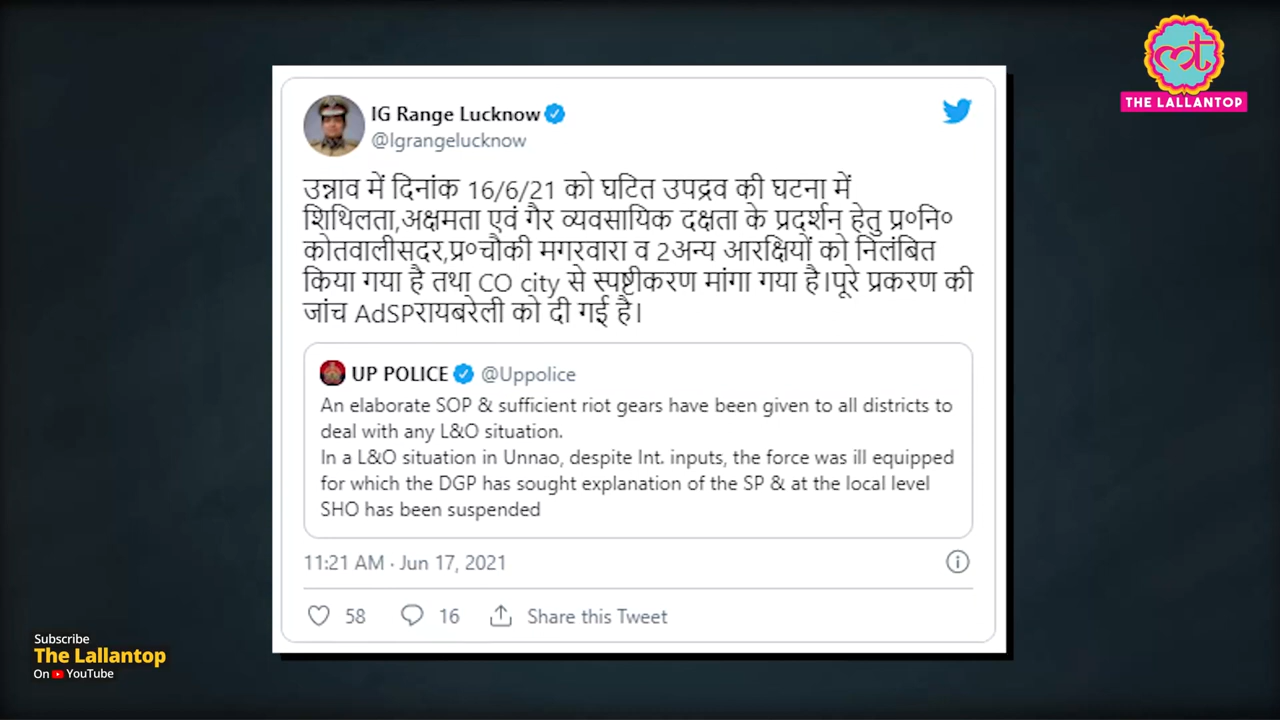 THE LALLANTOP
IG Range Lucknow
@Igrangelucknow
उन्नाव में दिनांक 16/6/21 को घटित उपद्रव की घटना में
शिथिलता,अक्षमता एवं गैर व्यवसायिक दक्षता के प्रदर्शन हेतु प्र०नि०
कोतवालीसदर,प्र०चौकी मगरवारा व 2अन्य आरक्षियों को निलंबित
किया गया है तथा CO city से स्पष्टीकरण मांगा गया है।पूरे प्रकरण की
जांच AdSPरायबरेली को दी गई है।
UP POLICE @Uppolice
An elaborate SOP & sufficient riot gears have been given to all districts to
deal with any L&O situation.
In a L&O situation in Unnao, despite Int. inputs, the force was ill equipped
for which the DGP has sought explanation of the SP & at the local level
SHO has been suspended
11:21 AM · Jun 17, 2021
58 16 Share this Tweet
Subscribe
The Lallantop
On YouTube